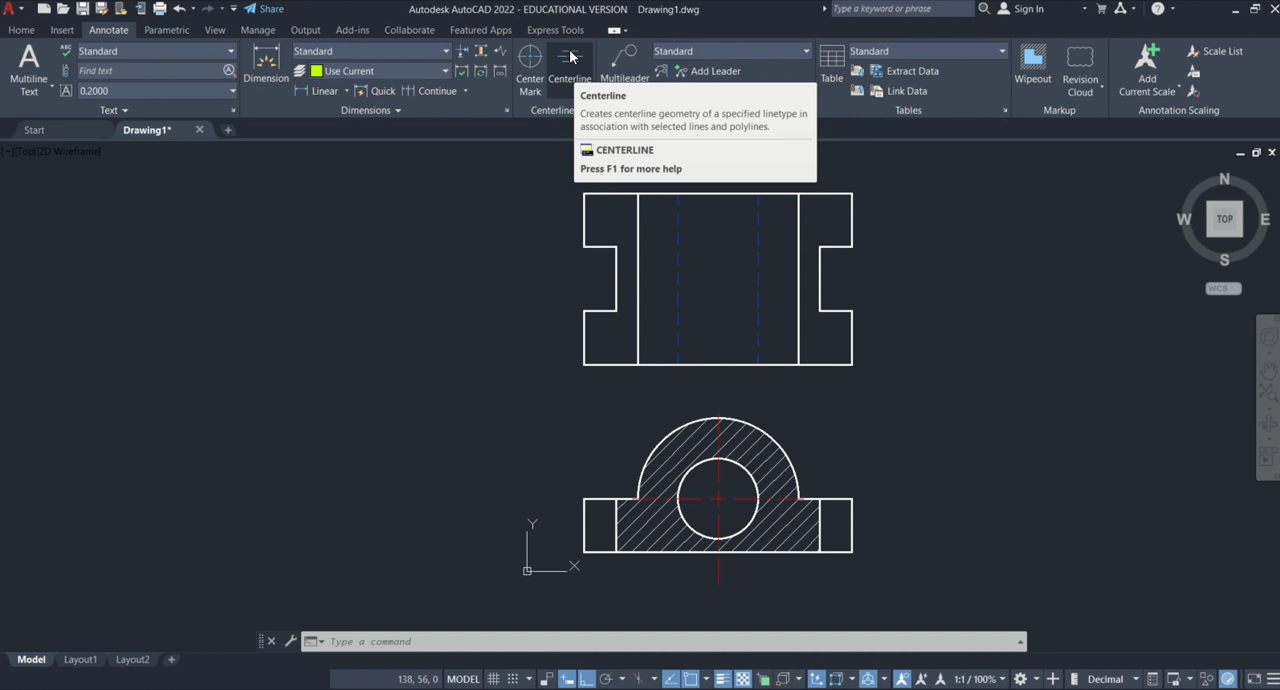 Share
Autodesk AutoCAD 2022 - EDUCATIONAL VERSION Drawing1.dwg
Type a keyword or phrase
Sign In
Home Insert Annotate Parametric View Manage Output Add-ins Collaborate Featured Apps Express Tools
Multiline
Text
ABC
Standard
Find text
0.2000
Text
Dimension
Standard
Use Current
Linear Quick Continue
Dimensions
Center
Mark
Centerline
Multileader
Standard
Add Leader
Table
Standard
Extract Data
Link Data
Tables
Wipeout
Revision
Cloud
Markup
Add
Current Scale
Scale List
Annotation Scaling
Centerline
Creates centerline geometry of a specified linetype in
association with selected lines and polylines.
CENTERLINE
Press F1 for more help
Start Drawing1*
[−][Top][2D Wireframe]
N
W TOP E
S
WCS
Y
X
Type a command
Model Layout1 Layout2
138, 56, 0 MODEL 1:1 / 100% Decimal